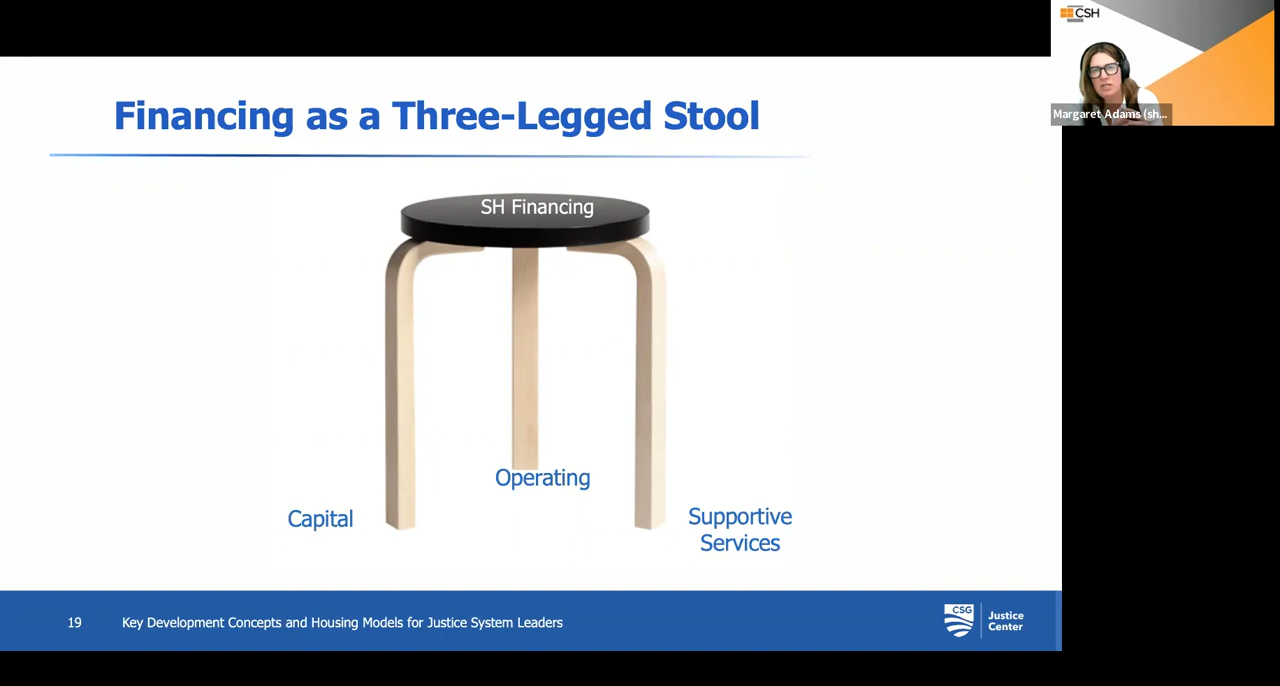 CSH
Margaret Adams (sh...
Financing as a Three-Legged Stool
SH Financing
Operating
Capital
Supportive
Services
19
Key Development Concepts and Housing Models for Justice System Leaders
CSG
Justice
Center